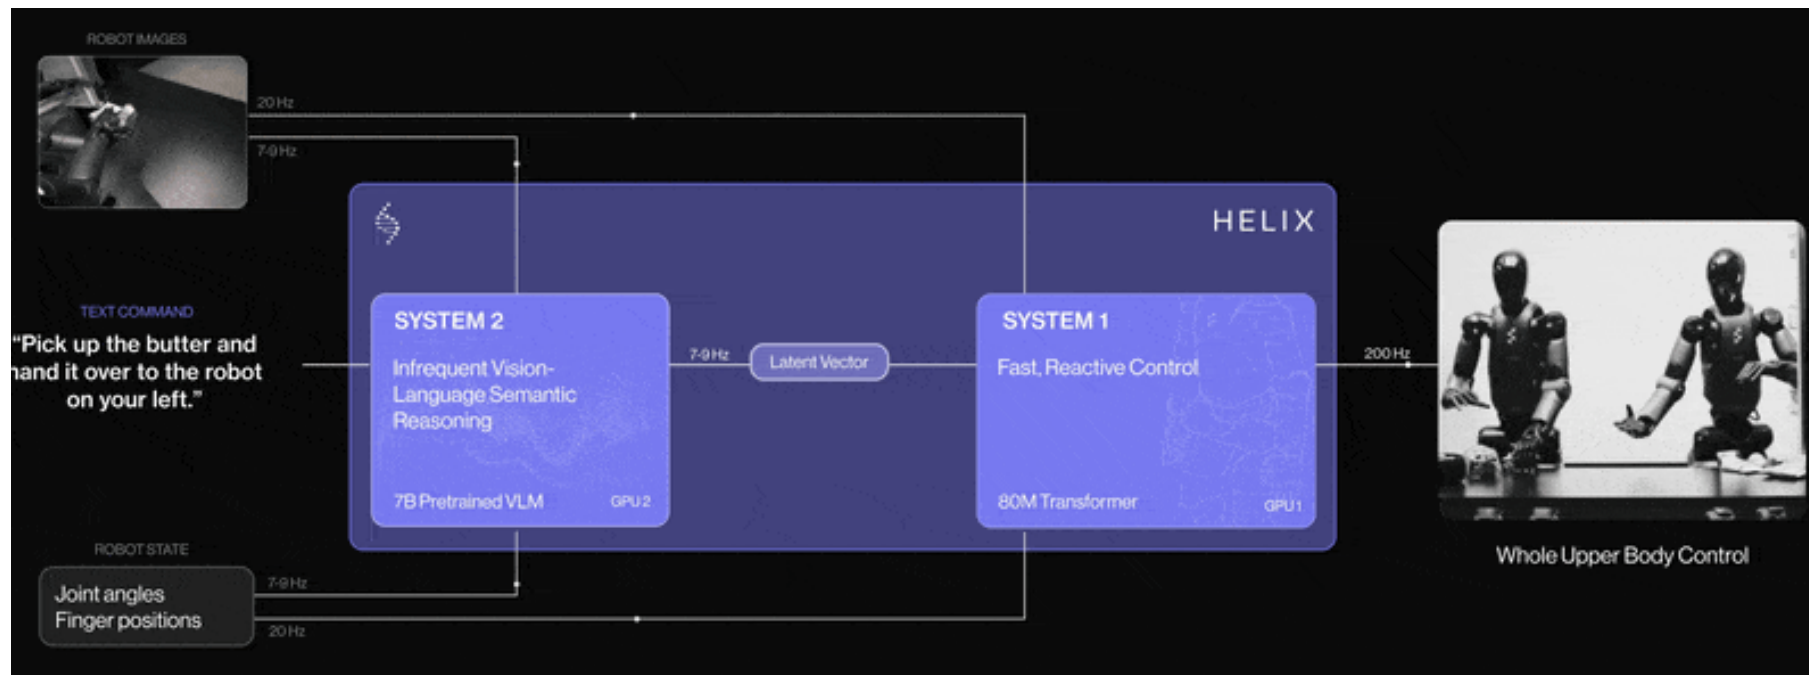 ROBOT IMAGES
20 Hz
7-9 Hz
HELIX
TEXT COMMAND
“Pick up the butter and
hand it over to the robot
on your left.”
SYSTEM 2
Infrequent Vision-
Language Semantic
Reasoning
7B Pretrained VLM
GPU 2
7-9 Hz
Latent Vector
SYSTEM 1
Fast, Reactive Control
80M Transformer
GPU 1
200 Hz
Whole Upper Body Control
ROBOT STATE
Joint angles
Finger positions
7-9 Hz
20 Hz